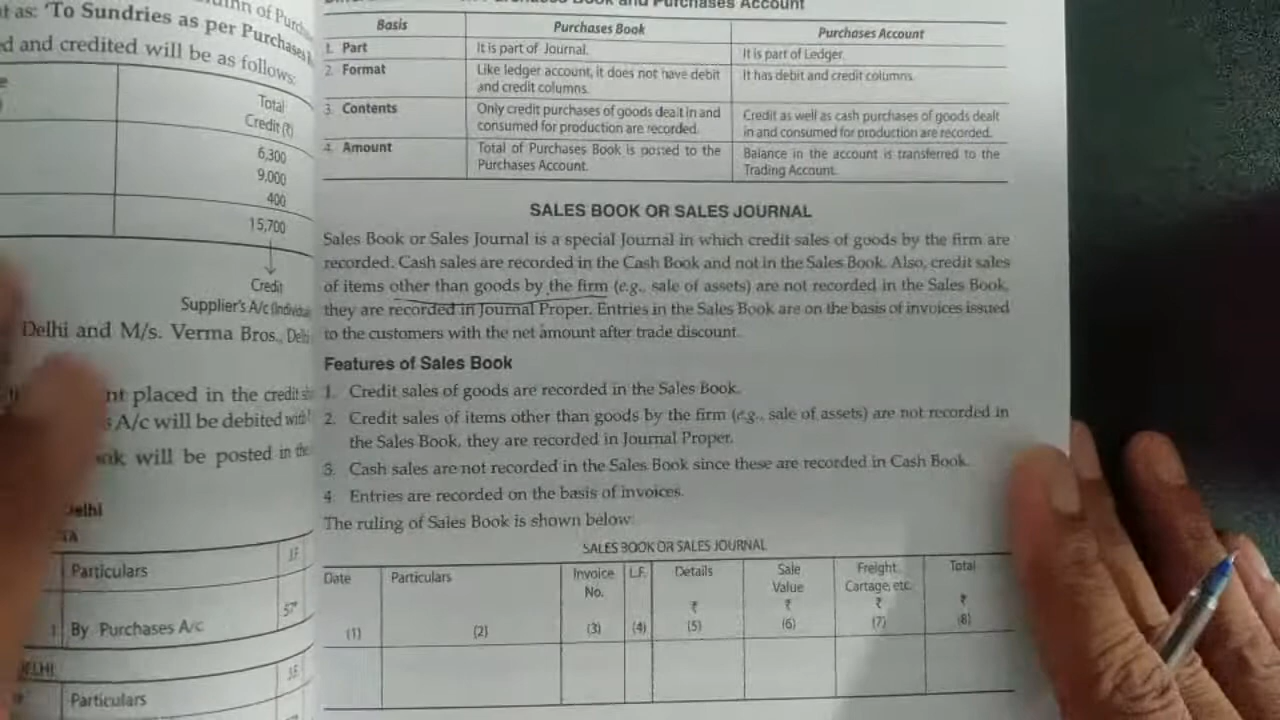 of Purch
t as: 'To Sundries as per Purchases
ed and credited will be as follows:
Total
Credit (₹)
6,300
9,000
400
15,700
Credit
Supplier's A/c (Individual
Delhi and M/s. Verma Bros., Delhi
nt placed in the credit
A/c will be debited with
will be posted in the
Delhi
Particulars
By Purchases A/c
Particulars
Purchases Book and Purchases Account
Basis Purchases Book Purchases Account
1. Part It is part of Journal. It is part of Ledger.
2. Format Like ledger account, it does not have debit It has debit and credit columns.
and credit columns.
3. Contents Only credit purchases of goods dealt in and Credit as well as cash purchases of goods dealt
consumed for production are recorded. in and consumed for production are recorded.
4. Amount Total of Purchases Book is posted to the Balance in the account is transferred to the
Purchases Account. Trading Account.
SALES BOOK OR SALES JOURNAL
Sales Book or Sales Journal is a special Journal in which credit sales of goods by the firm are
recorded. Cash sales are recorded in the Cash Book and not in the Sales Book. Also, credit sales
of items other than goods by the firm (e.g., sale of assets) are not recorded in the Sales Book,
they are recorded in Journal Proper. Entries in the Sales Book are on the basis of invoices issued
to the customers with the net amount after trade discount.
Features of Sales Book
1. Credit sales of goods are recorded in the Sales Book.
2. Credit sales of items other than goods by the firm (e.g., sale of assets) are not recorded in
the Sales Book, they are recorded in Journal Proper.
3. Cash sales are not recorded in the Sales Book since these are recorded in Cash Book.
4. Entries are recorded on the basis of invoices.
The ruling of Sales Book is shown below:
SALES BOOK OR SALES JOURNAL
Date Particulars Invoice L.F. Details Sale Freight, Total
No. Value Cartage, etc.
₹ ₹ ₹ ₹
(1) (2) (3) (4) (5) (6) (7) (8)